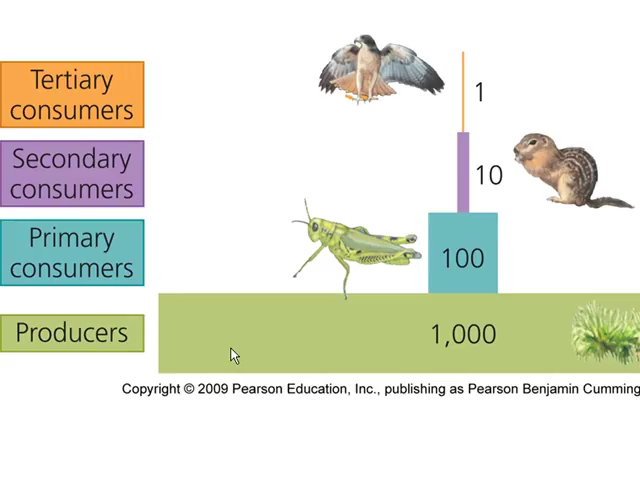 Tertiary
consumers
1
Secondary
consumers
10
Primary
consumers
100
Producers
1,000
Copyright © 2009 Pearson Education, Inc., publishing as Pearson Benjamin Cumming